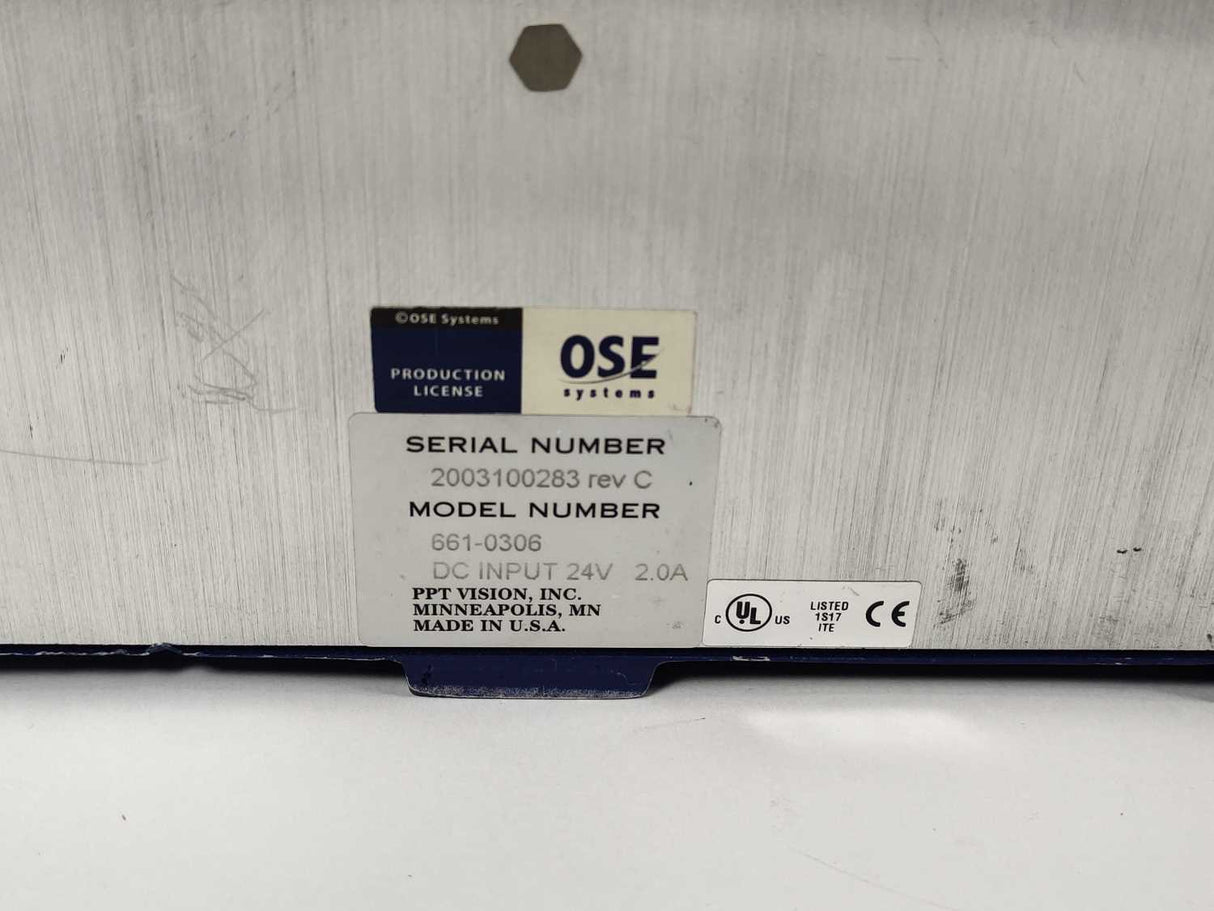 ©OSE Systems
PRODUCTION
LICENSE
OSE
systems
SERIAL NUMBER
2003100283 rev C
MODEL NUMBER
661-0306
DC INPUT 24V 2.0A
PPT VISION, INC.
MINNEAPOLIS, MN
MADE IN U.S.A.
C UL US
LISTED
1S17
ITE
CE